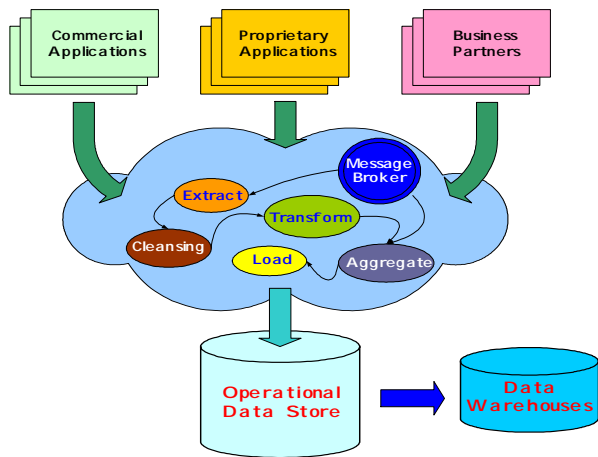 Commercial
Applications
Proprietary
Applications
Business
Partners
Message
Broker
Extract
Transform
Cleansing
Load
Aggregate
Operational
Data Store
Data
Warehouses